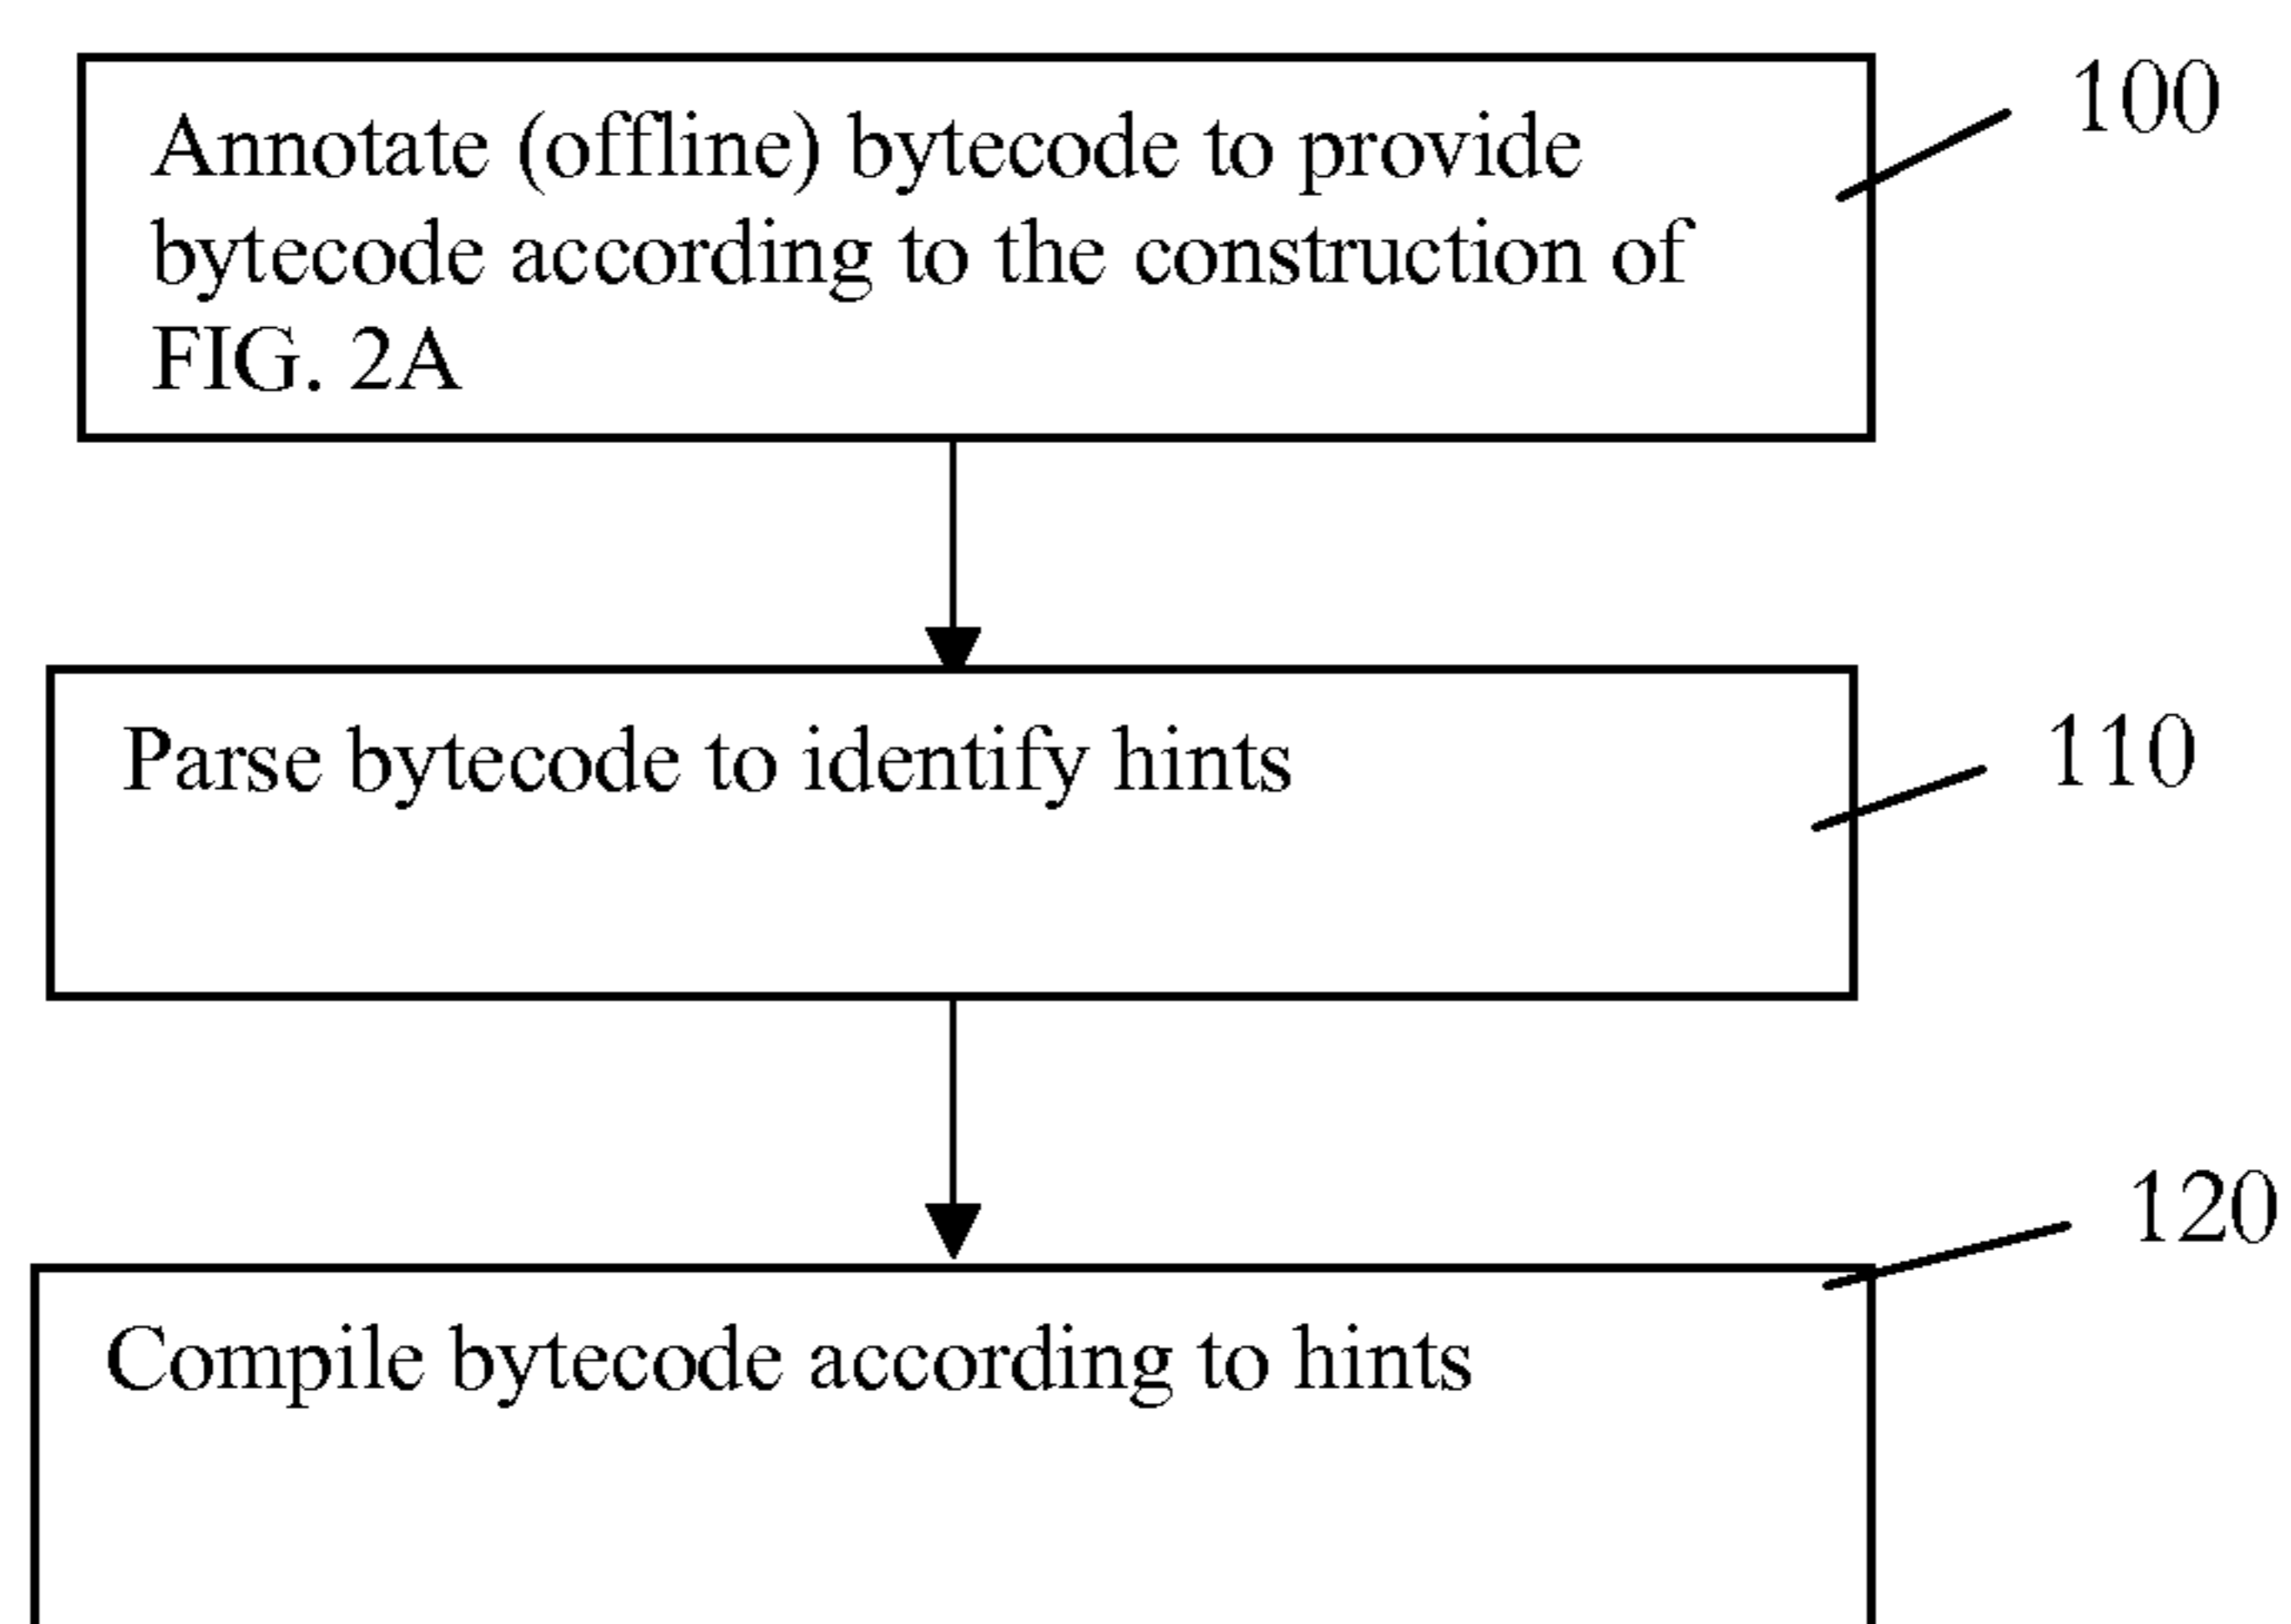 100
Annotate (offline) bytecode to provide
bytecode according to the construction of
FIG. 2A
110
Parse bytecode to identify hints
120
Compile bytecode according to hints